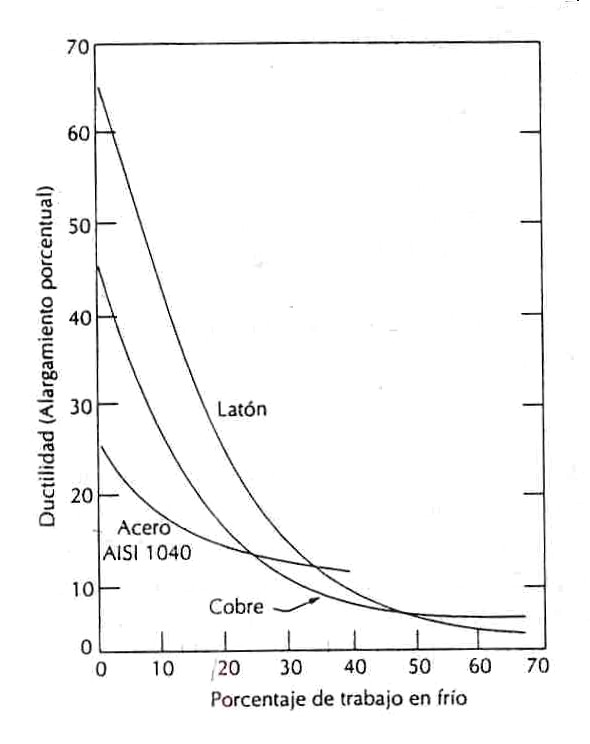 70
60
50
40
30
20
10
0
Ductilidad (Alargamiento porcentual)
Latón
Acero
AISI 1040
Cobre
0 10 20 30 40 50 60 70
Porcentaje de trabajo en frío